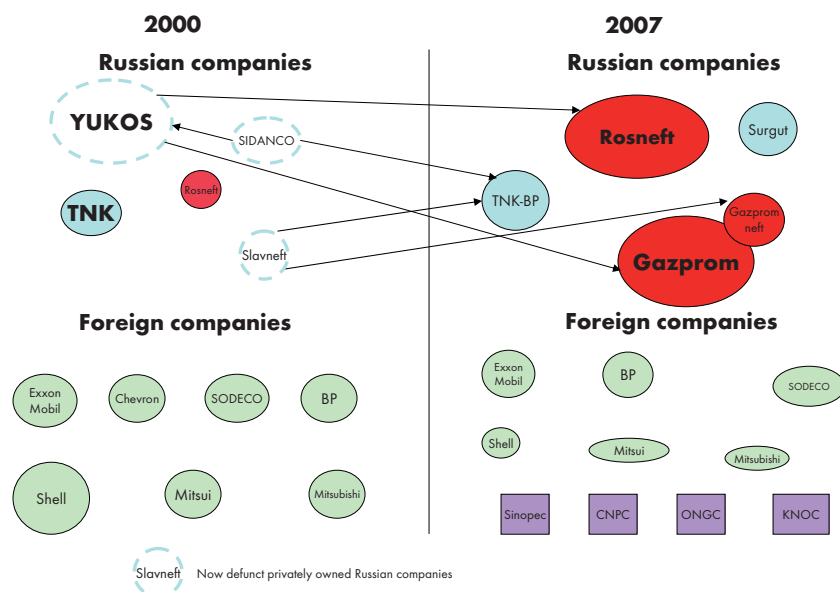 2000
Russian companies
YUKOS
SIDANCO
TNK
Rosneft
Slavneft
Foreign companies
Exxon
Mobil
Chevron
SODECO
BP
Shell
Mitsui
Mitsubishi
2007
Russian companies
Rosneft
Surgut
TNK-BP
Gazprom
neft
Gazprom
Foreign companies
Exxon
Mobil
BP
SODECO
Shell
Mitsui
Mitsubishi
Sinopec
CNPC
ONGC
KNOC
Slavneft
Now defunct privately owned Russian companies